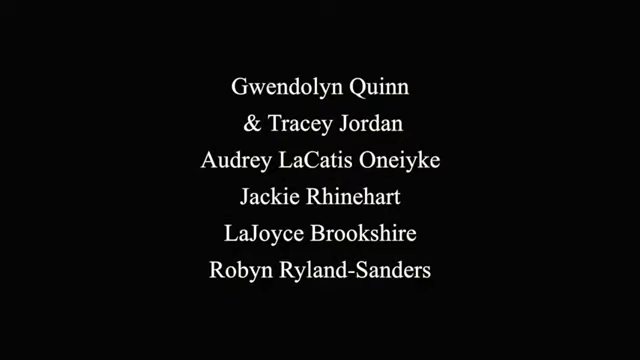 Gwendolyn Quinn
& Tracey Jordan
Audrey LaCatis Oneiyke
Jackie Rhinehart
LaJoyce Brookshire
Robyn Ryland-Sanders